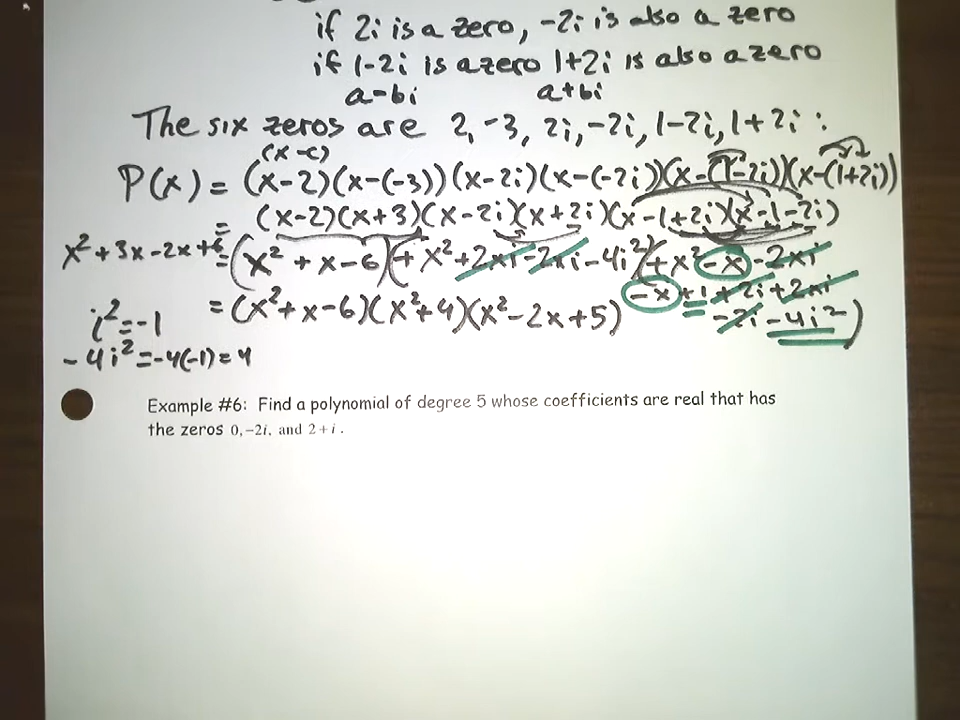 if 2i is a zero, -2i is also a zero
if 1-2i is a zero 1+2i is also a zero
a-bi a+bi
The six zeros are 2, -3, 2i, -2i, 1-2i, 1+2i :
(x-c)
P(x) = (x-2)(x-(-3))(x-2i)(x-(-2i))(x-(1-2i))(x-(1+2i))
= (x-2)(x+3)(x-2i)(x+2i)(x-1+2i)(x-1-2i)
x²+3x-2x+6 = (x²+x-6)(+x²+2xi-2xi-4i²)(+x²-x-2xi
-x+1+2i+2xi
= (x²+x-6)(x²+4)(x²-2x+5) -2i-4i²)
i²=-1
-4i²=-4(-1)=4
Example #6: Find a polynomial of degree 5 whose coefficients are real that has
the zeros 0, -2i, and 2+i.